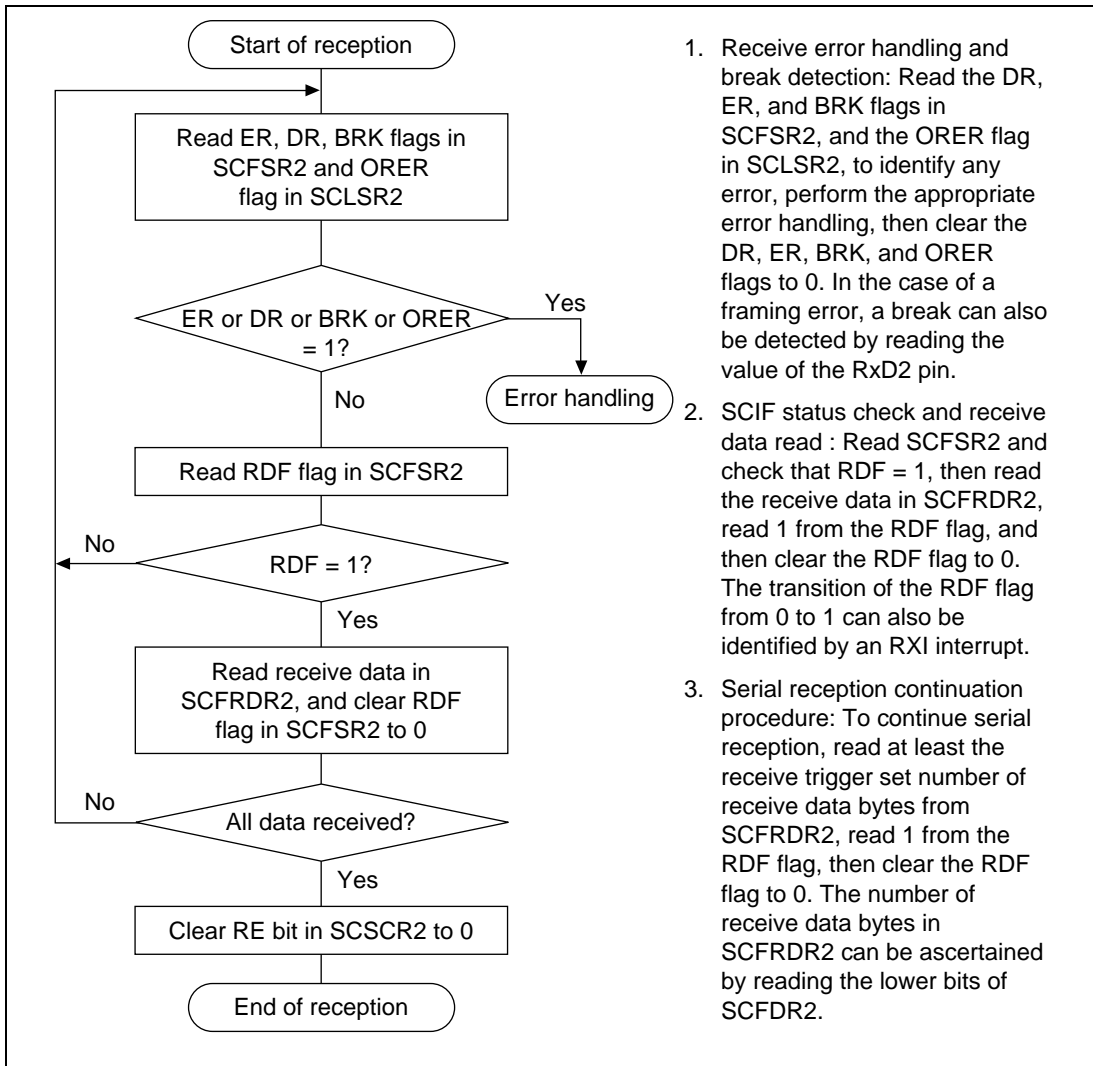 Start of reception
Read ER, DR, BRK flags in
SCFSR2 and ORER
flag in SCLSR2
ER or DR or BRK or ORER
= 1?
Yes
Error handling
No
Read RDF flag in SCFSR2
No
RDF = 1?
Yes
Read receive data in
SCFRDR2, and clear RDF
flag in SCFSR2 to 0
No
All data received?
Yes
Clear RE bit in SCSCR2 to 0
End of reception
1. Receive error handling and
break detection: Read the DR,
ER, and BRK flags in
SCFSR2, and the ORER flag
in SCLSR2, to identify any
error, perform the appropriate
error handling, then clear the
DR, ER, BRK, and ORER
flags to 0. In the case of a
framing error, a break can also
be detected by reading the
value of the RxD2 pin.
2. SCIF status check and receive
data read : Read SCFSR2 and
check that RDF = 1, then read
the receive data in SCFRDR2,
read 1 from the RDF flag, and
then clear the RDF flag to 0.
The transition of the RDF flag
from 0 to 1 can also be
identified by an RXI interrupt.
3. Serial reception continuation
procedure: To continue serial
reception, read at least the
receive trigger set number of
receive data bytes from
SCFRDR2, read 1 from the
RDF flag, then clear the RDF
flag to 0. The number of
receive data bytes in
SCFRDR2 can be ascertained
by reading the lower bits of
SCFDR2.